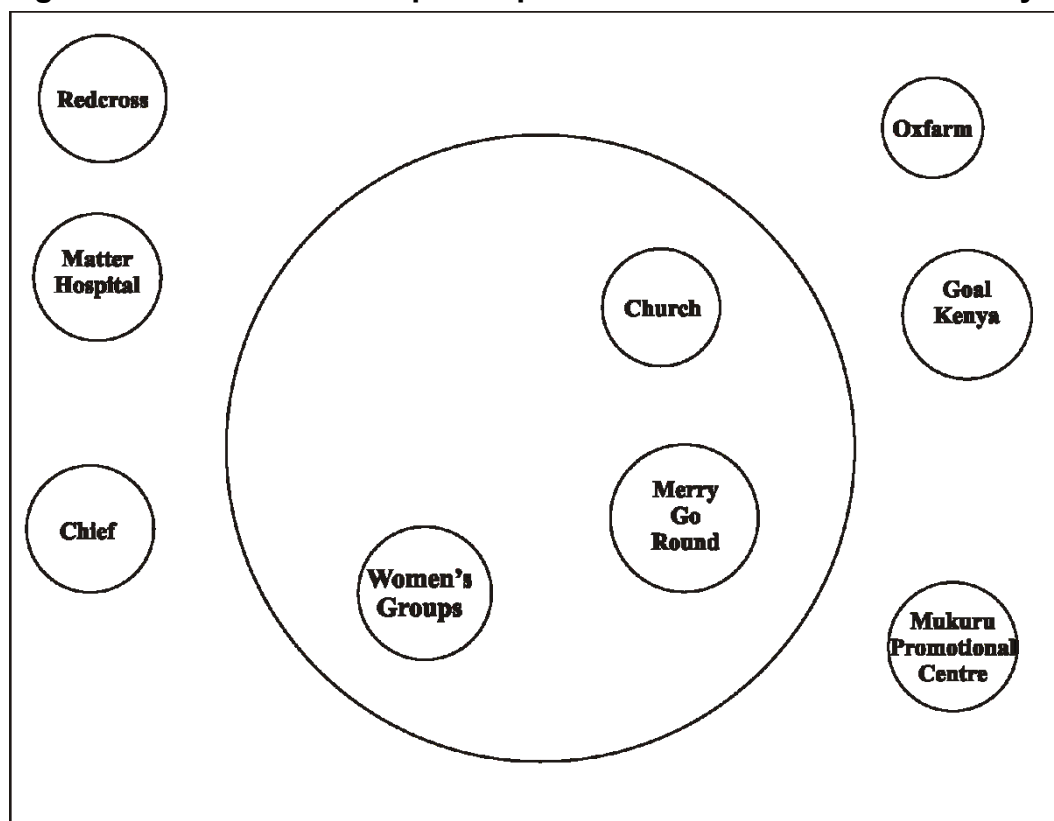 Redcross
Oxfarm
Matter
Hospital
Goal
Kenya
Church
Merry
Go
Round
Chief
Women's
Groups
Mukuru
Promotional
Centre